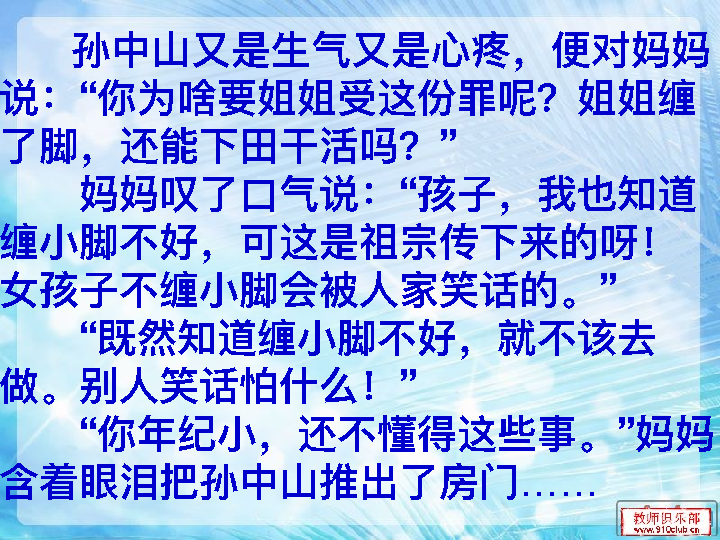 孙中山又是生气又是心疼，便对妈妈
说：“你为啥要姐姐受这份罪呢？姐姐缠
了脚，还能下田干活吗？”
妈妈叹了口气说：“孩子，我也知道
缠小脚不好，可这是祖宗传下来的呀！
女孩子不缠小脚会被人家笑话的。”
“既然知道缠小脚不好，就不该去
做。别人笑话怕什么！”
“你年纪小，还不懂得这些事。”妈妈
含着眼泪把孙中山推出了房门……
教师俱乐部
www.910club.cn